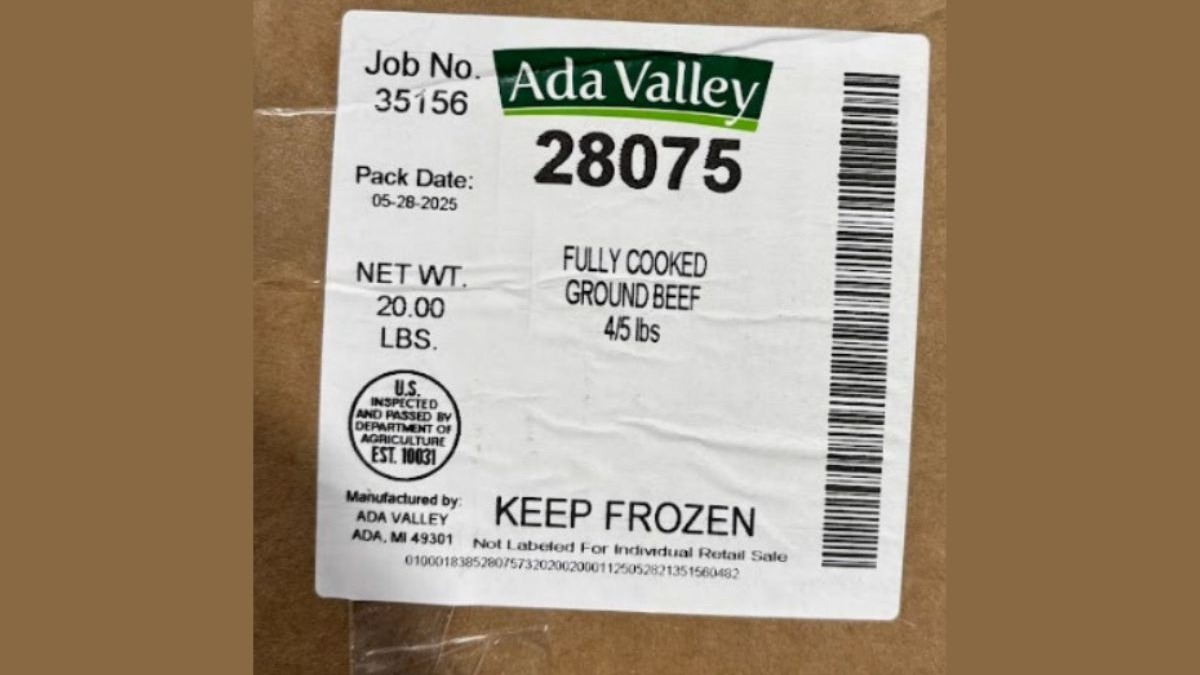 Job No.
35156
Ada Valley
28075
Pack Date:
05-28-2025
FULLY COOKED
GROUND BEEF
4/5 lbs
NET WT.
20.00
LBS.
U.S.
INSPECTED
AND PASSED BY
DEPARTMENT OF
AGRICULTURE
EST. 10031
Manufactured by:
ADA VALLEY
ADA, MI 49301
KEEP FROZEN
Not Labeled For Individual Retail Sale